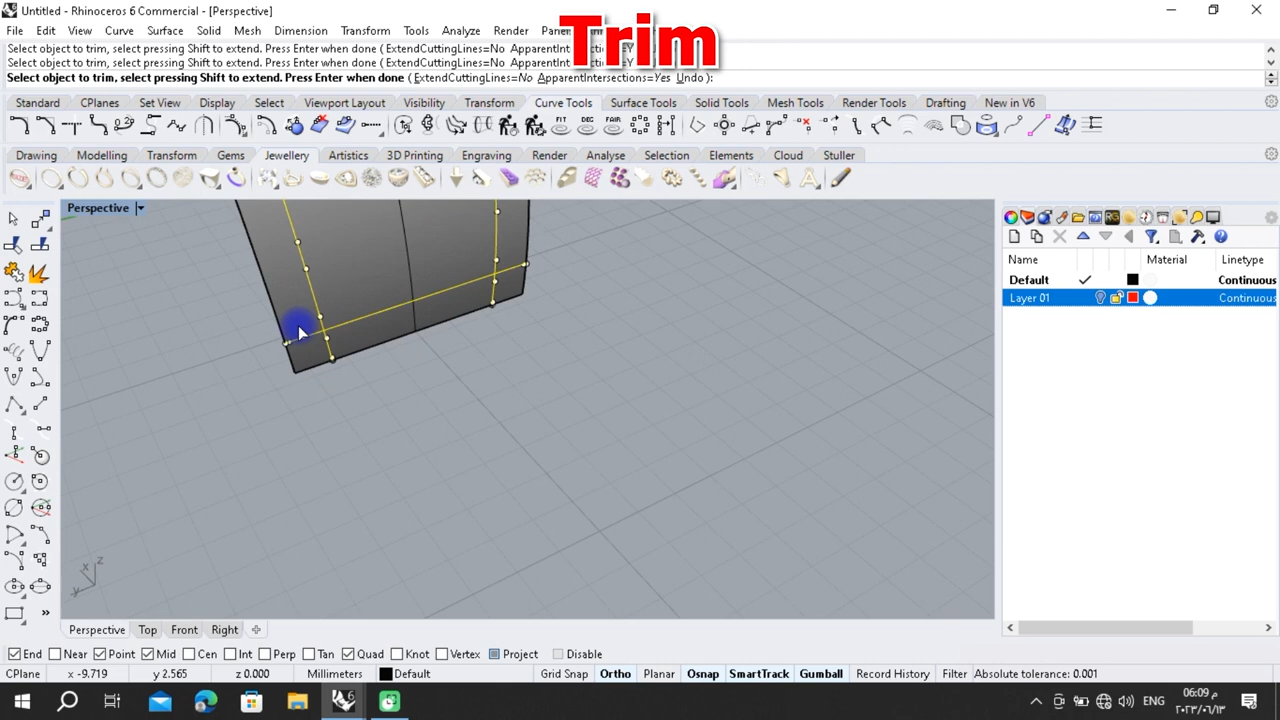 Untitled - Rhinoceros 6 Commercial - [Perspective]
Trim
File Edit View Curve Surface Solid Mesh Dimension Transform Tools Analyze Render
Select object to trim, select pressing Shift to extend. Press Enter when done ( ExtendCuttingLines=No
Select object to trim, select pressing Shift to extend. Press Enter when done ( ExtendCuttingLines=No
Select object to trim, select pressing Shift to extend. Press Enter when done ( ExtendCuttingLines=No ApparentIntersections=Yes Undo ):
Standard CPlanes Set View Display Select Viewport Layout Visibility Transform Curve Tools Surface Tools Solid Tools Mesh Tools Render Tools Drafting New in V6
FIT DEG FAIR
Drawing Modelling Transform Gems Jewellery Artistics 3D Printing Engraving Render Analyse Selection Elements Cloud Stuller
Perspective
RG
Name Material Linetype
Default Continuous
Layer 01 Continuous
z
x
y
Perspective Top Front Right
End Near Point Mid Cen Int Perp Tan Quad Knot Vertex Project Disable
CPlane x -9.719 y 2.565 z 0.000 Millimeters Default Grid Snap Ortho Planar Osnap SmartTrack Gumball Record History Filter Absolute tolerance: 0.001
6
ENG
06:09 م
٢٠٢٣/٠٦/١٣